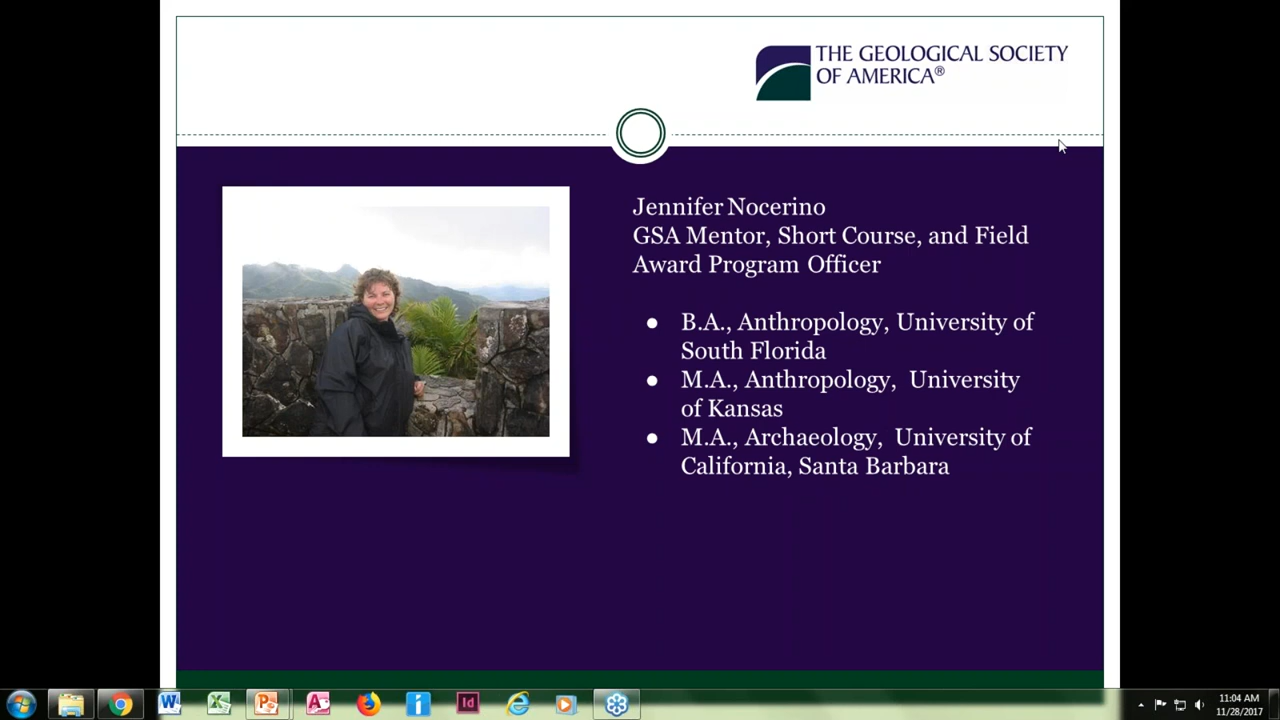 THE GEOLOGICAL SOCIETY
OF AMERICA®
Jennifer Nocerino
GSA Mentor, Short Course, and Field
Award Program Officer
● B.A., Anthropology, University of
South Florida
● M.A., Anthropology, University
of Kansas
● M.A., Archaeology, University of
California, Santa Barbara
11:04 AM
11/28/2017